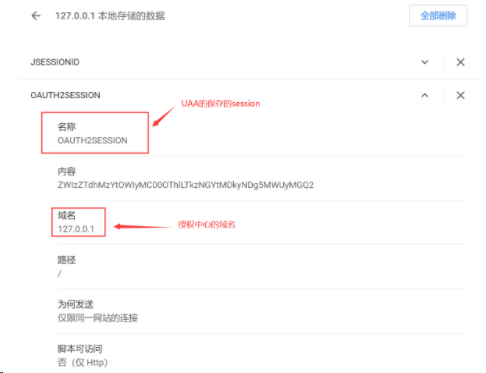 127.0.0.1 本地存储的数据
全部删除
JSESSIONID
OAUTH2SESSION
UAA的保存的session
名称
OAUTH2SESSION
内容
域名
127.0.0.1
授权中心的域名
路径
/
为何发送
仅限同一网站的连接
脚本可访问
否（仅 Http）